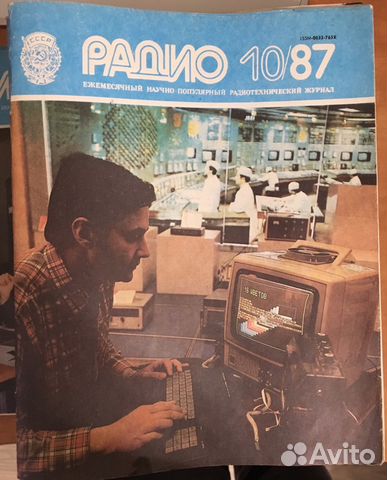 ISSN-0033-765X
СССР
РАДИО 10/87
ЕЖЕМЕСЯЧНЫЙ НАУЧНО-ПОПУЛЯРНЫЙ РАДИОТЕХНИЧЕСКИЙ ЖУРНАЛ
16 ЦВЕТОВ
Avito